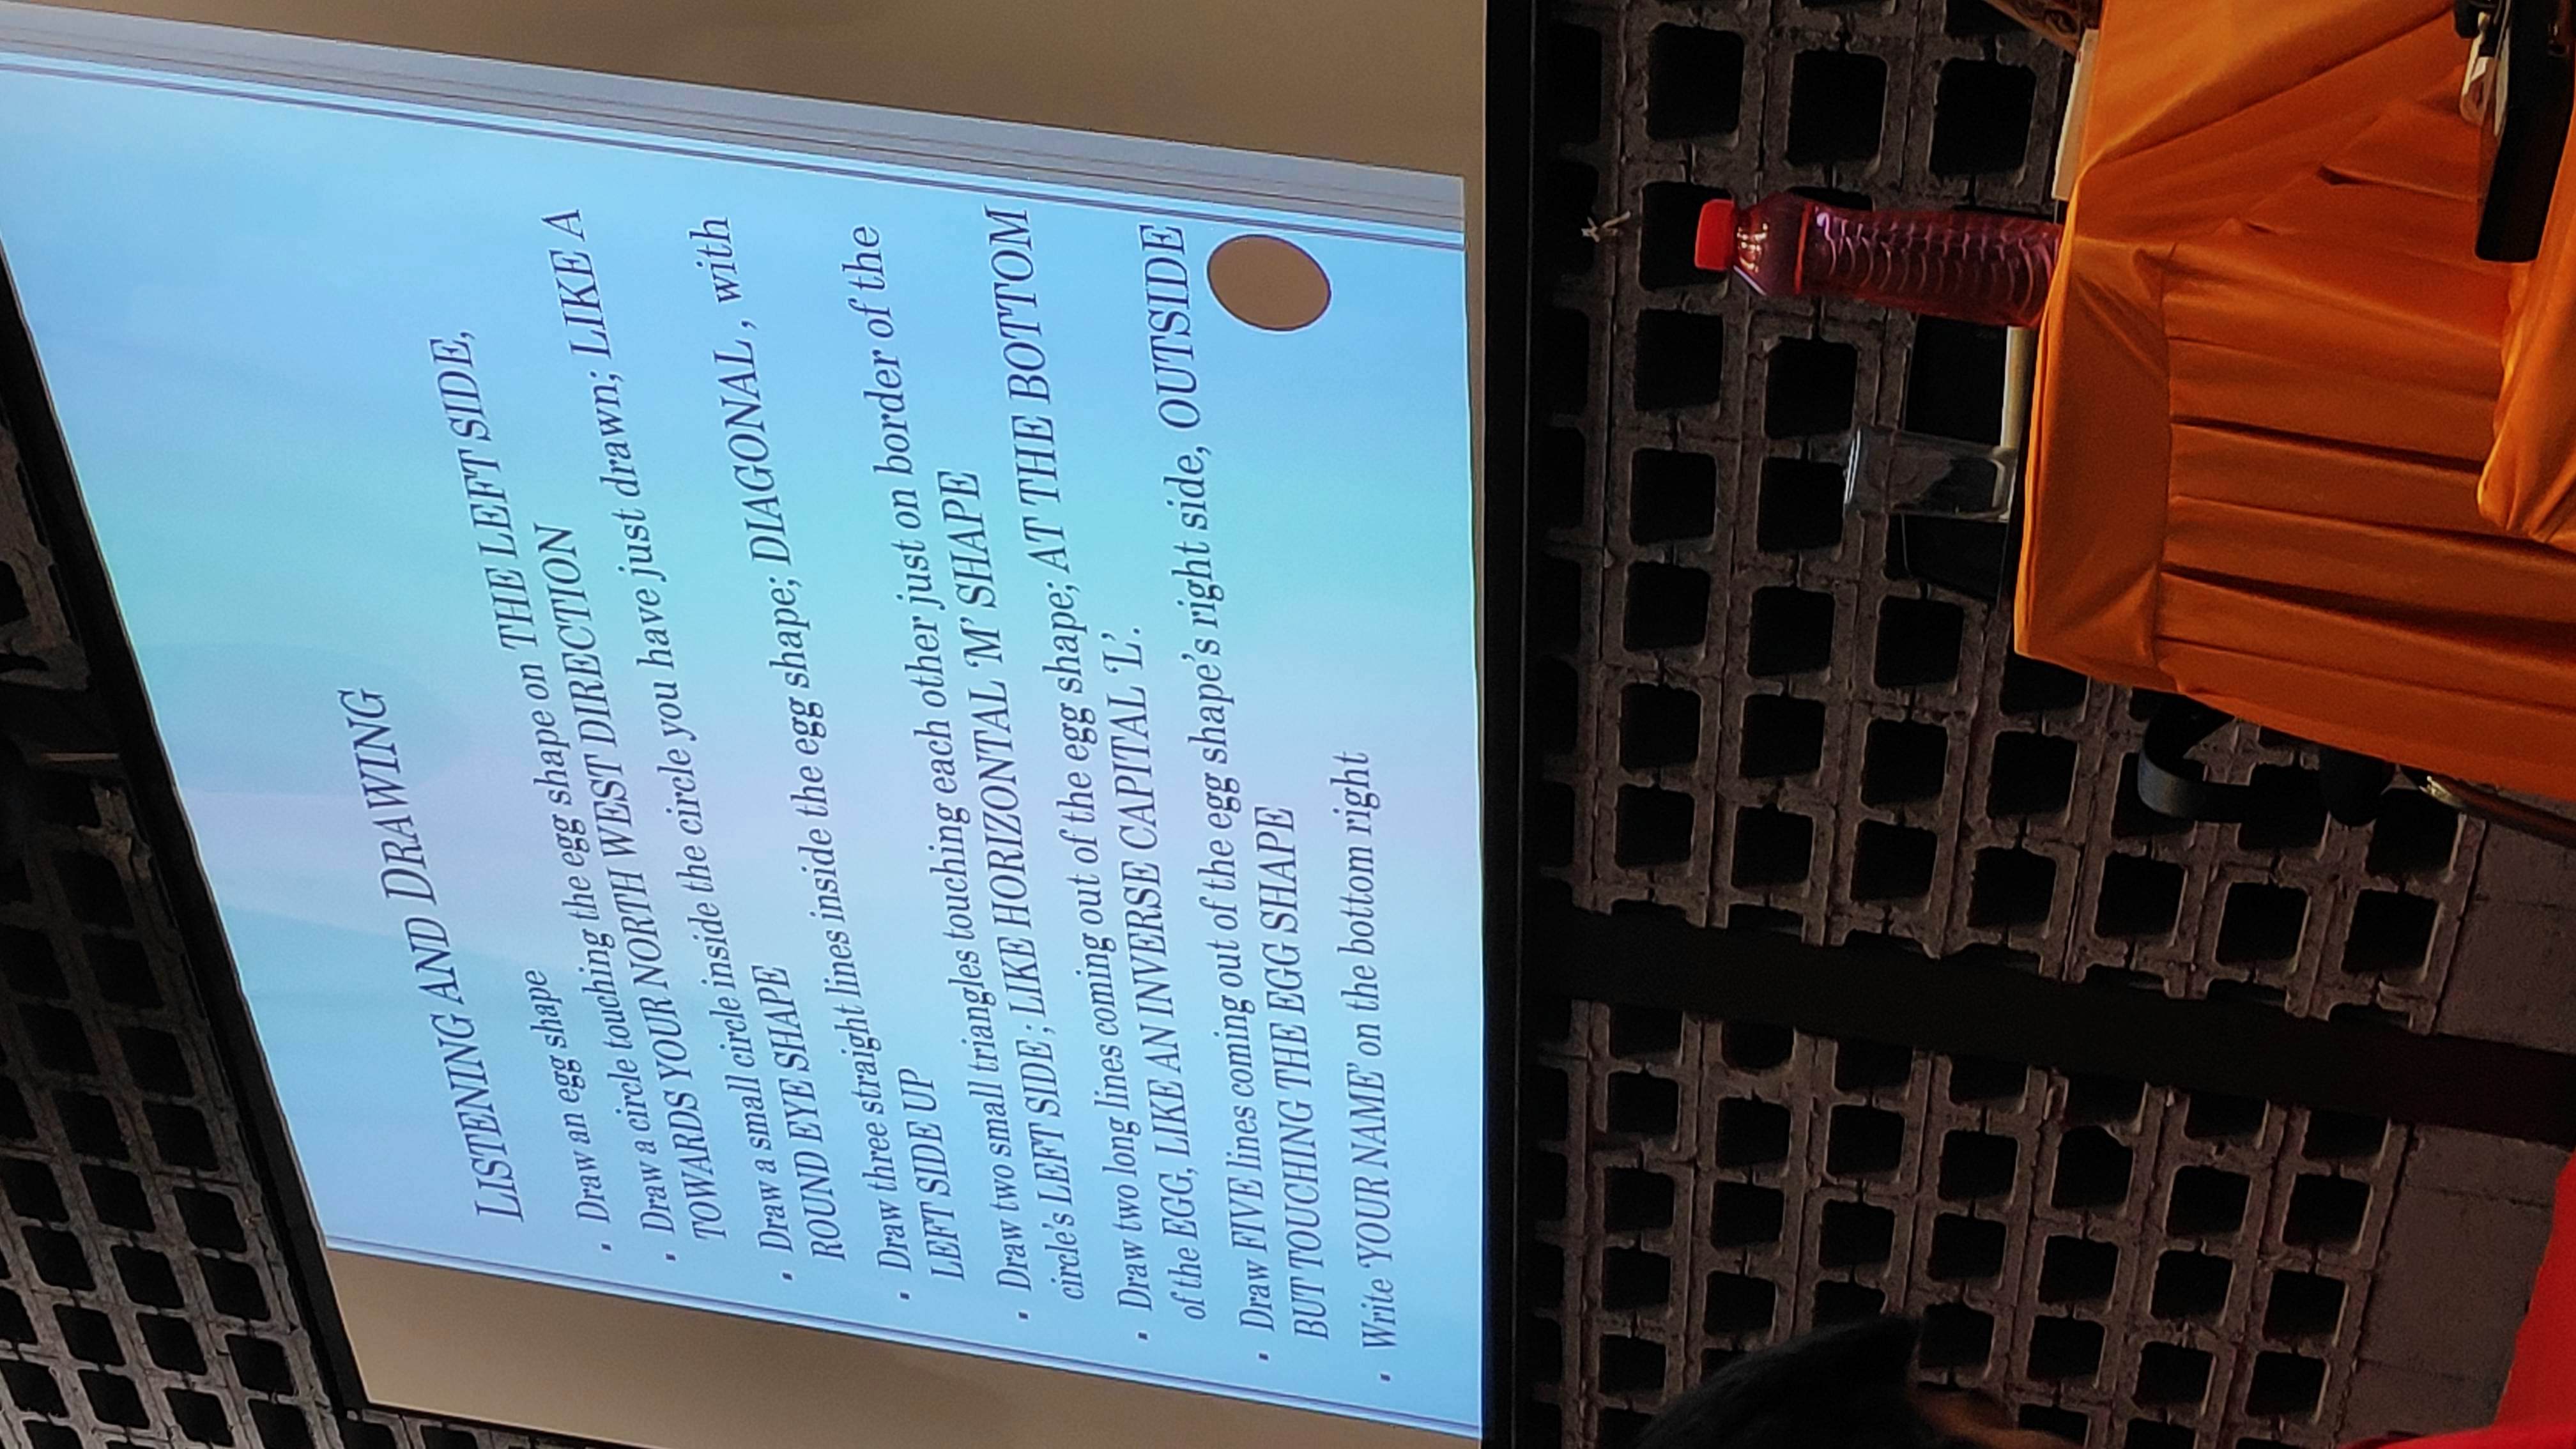 LISTENING AND DRAWING
▪ Draw an egg shape
▪ Draw a circle touching the egg shape on THE LEFT SIDE,
TOWARDS YOUR NORTH WEST DIRECTION
▪ Draw a small circle inside the circle you have just drawn; LIKE A
ROUND EYE SHAPE
▪ Draw three straight lines inside the egg shape; DIAGONAL , with
LEFT SIDE UP
▪ Draw two small triangles touching each other just on border of the
circle's LEFT SIDE ; LIKE HORIZONTAL 'M' SHAPE
▪ Draw two long lines coming out of the egg shape; AT THE BOTTOM
of the EGG, LIKE AN INVERSE CAPITAL 'L'.
▪ Draw FIVE lines coming out of the egg shape's right side, OUTSIDE
BUT TOUCHING THE EGG SHAPE
▪ Write 'YOUR NAME' on the bottom right